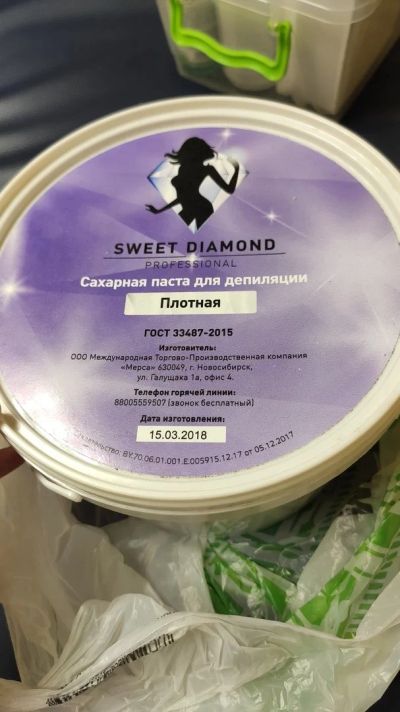 SWEET DIAMOND
PROFESSIONAL
Сахарная паста для депиляции
Плотная
ГОСТ 33487-2015
Изготовитель:
ООО Международная Торгово-Производственная компания
«Мерса» 630049, г. Новосибирск,
ул. Галущака 1а, офис 4.
Телефон горячей линии:
88005559507 (звонок бесплатный)
Дата изготовления:
15.03.2018
BY.70.06.01.001.E.005915.12.17 от 05.12.2017